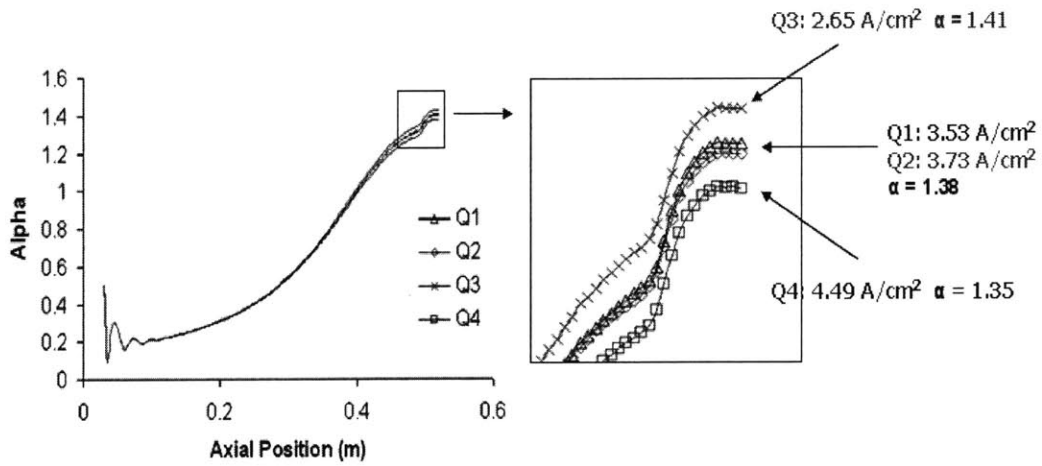 Q3: 2.65 A/cm² α = 1.41
1.6
1.4
1.2
1
0.8
0.6
0.4
0.2
0
Alpha
0
0.2
0.4
0.6
Axial Position (m)
Q1
Q2
Q3
Q4
Q1: 3.53 A/cm²
Q2: 3.73 A/cm²
α = 1.38
Q4: 4.49 A/cm² α = 1.35